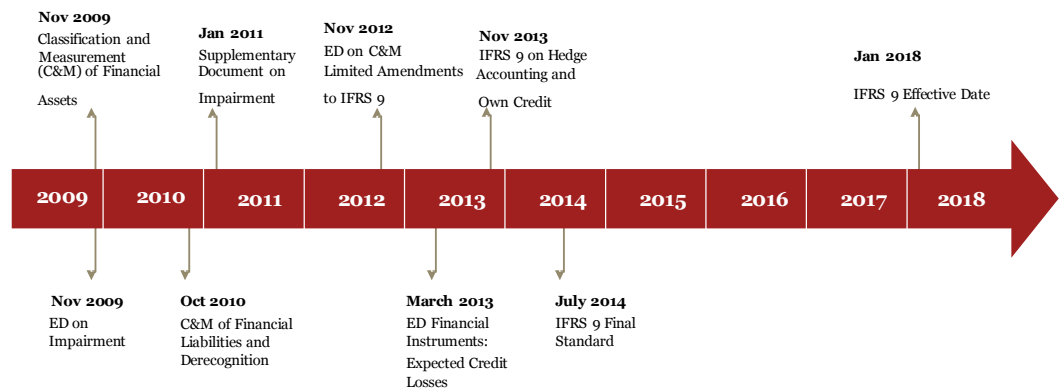 Nov 2009
Classification and
Measurement
(C&M) of Financial
Assets
Jan 2011
Supplementary
Document on
Impairment
Nov 2012
ED on C&M
Limited Amendments
to IFRS 9
Nov 2013
IFRS 9 on Hedge
Accounting and
Own Credit
Jan 2018
IFRS 9 Effective Date
2009 2010 2011 2012 2013 2014 2015 2016 2017 2018
Nov 2009
ED on
Impairment
Oct 2010
C&M of Financial
Liabilities and
Derecognition
March 2013
ED Financial
Instruments:
Expected Credit
Losses
July 2014
IFRS 9 Final
Standard